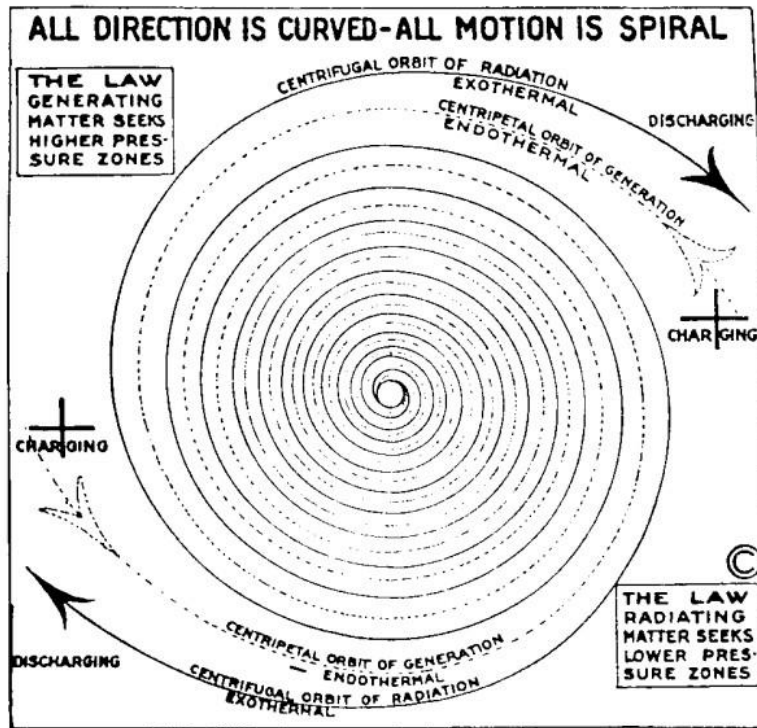 ALL DIRECTION IS CURVED-ALL MOTION IS SPIRAL
THE LAW
GENERATING
MATTER SEEKS
HIGHER PRES-
SURE ZONES
CENTRIFUGAL ORBIT OF RADIATION
EXOTHERMAL
CENTRIPETAL ORBIT OF GENERATION
ENDOTHERMAL
DISCHARGING
CHARGING
CHARGING
DISCHARGING
CENTRIPETAL ORBIT OF GENERATION
ENDOTHERMAL
CENTRIFUGAL ORBIT OF RADIATION
EXOTHERMAL
©
THE LAW
RADIATING
MATTER SEEKS
LOWER PRES-
SURE ZONES